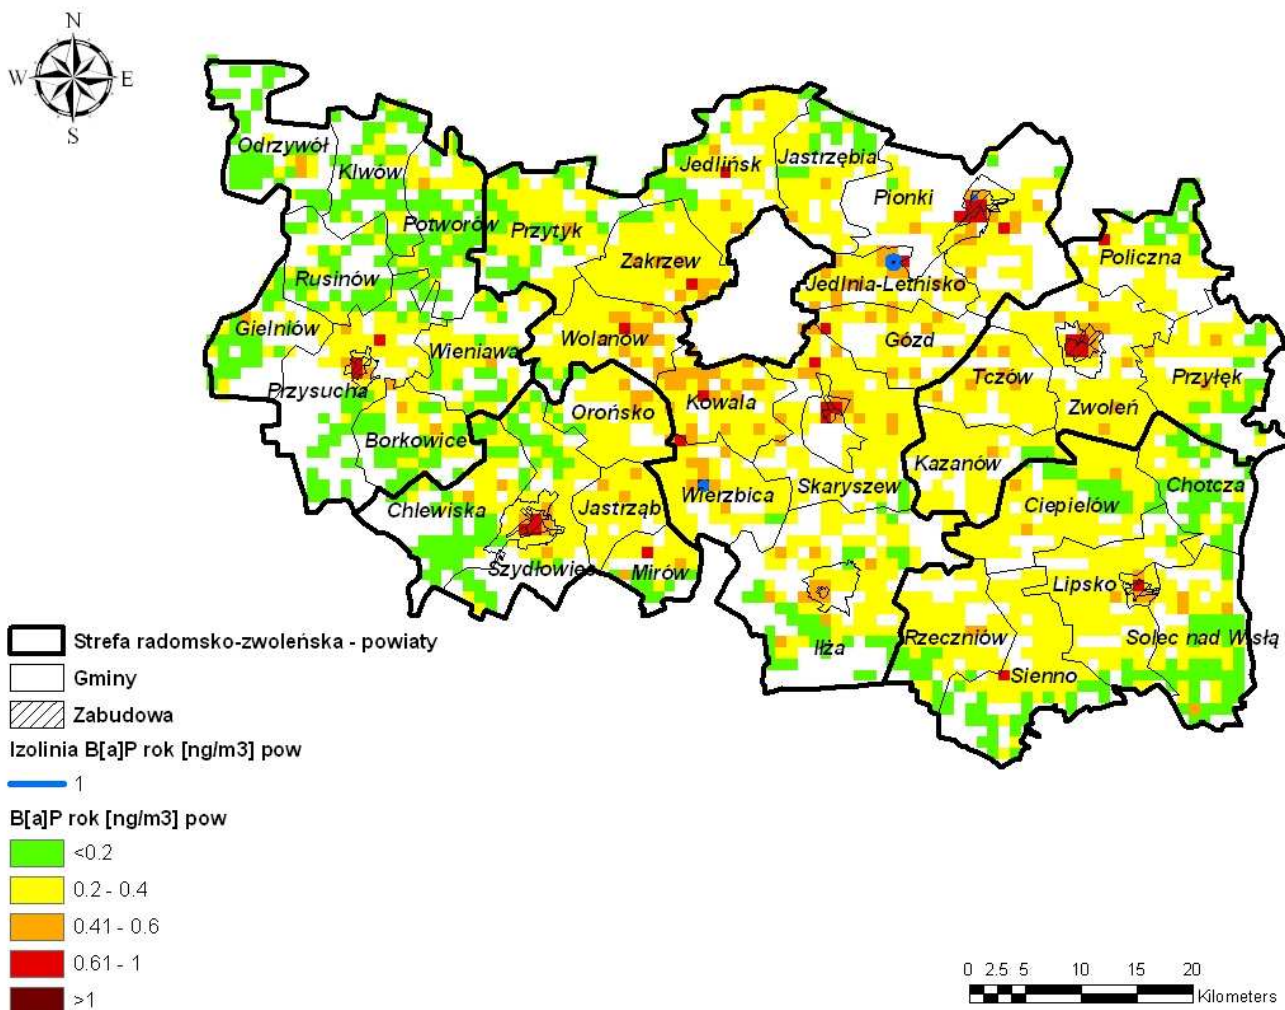 N
W E
S
Odrzywół
Klwów
Potworów
Rusinów
Gielniów
Przysucha
Wieniawa
Borkowice
Przytyk
Jedlińsk
Jastrzębia
Pionki
Zakrzew
Jedlnia-Letnisko
Wolanów
Gózd
Policzna
Tczów
Przyłęk
Zwoleń
Orońsko
Kowala
Kazanów
Chlewiska
Jastrząb
Wierzbica
Skaryszew
Ciepielów
Chotcza
Szydłowiec
Mirów
Lipsko
Iłża
Rzeczniów
Solec nad Wisłą
Sienno
Strefa radomsko-zwoleńska - powiaty
Gminy
Zabudowa
Izolinia B[a]P rok [ng/m3] pow
1
B[a]P rok [ng/m3] pow
<0.2
0.2 - 0.4
0.41 - 0.6
0.61 - 1
>1
0 2.5 5 10 15 20
Kilometers